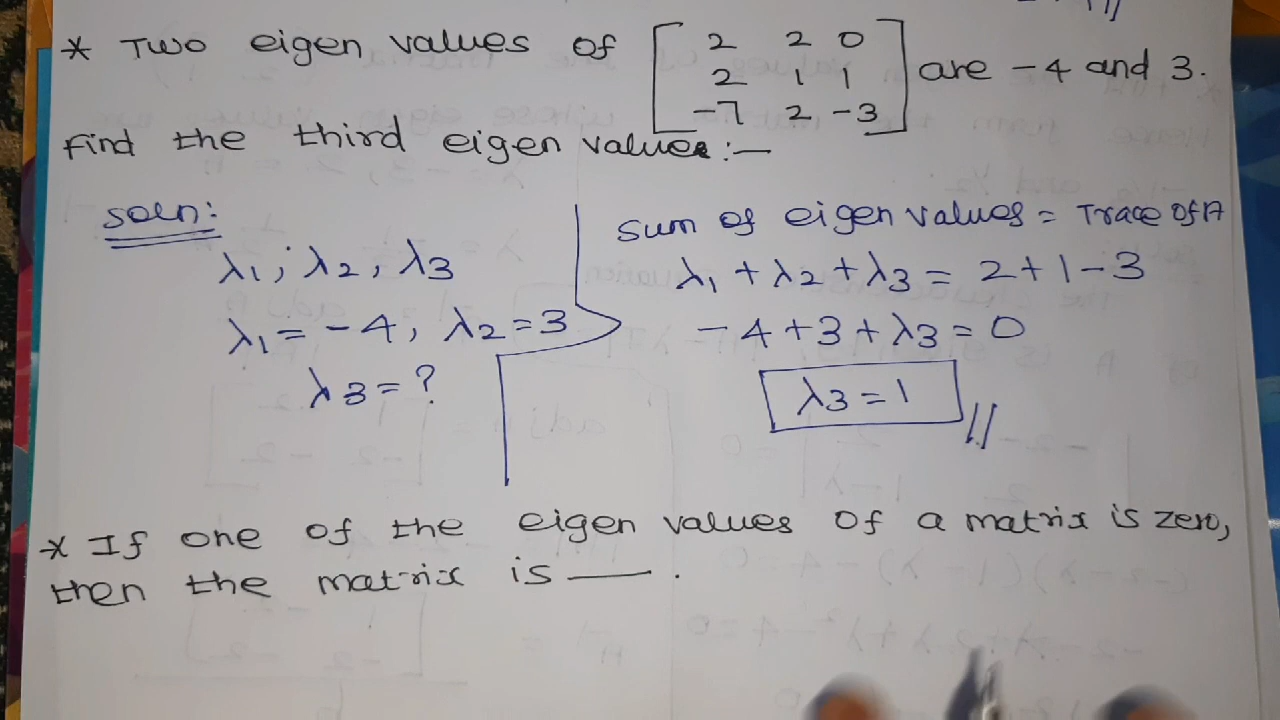 * Two eigen values of [ 2 2 0 ] are -4 and 3.
2 1 1
-7 2 -3
Find the third eigen values :-
Soln:
λ1, λ2, λ3
λ1 = -4, λ2 = 3
λ3 = ?
Sum of eigen values = Trace of A
λ1 + λ2 + λ3 = 2+1-3
-4+3+λ3 = 0
λ3 = 1 //
* If one of the eigen values of a matrix is zero,
then the matrix is ___ .